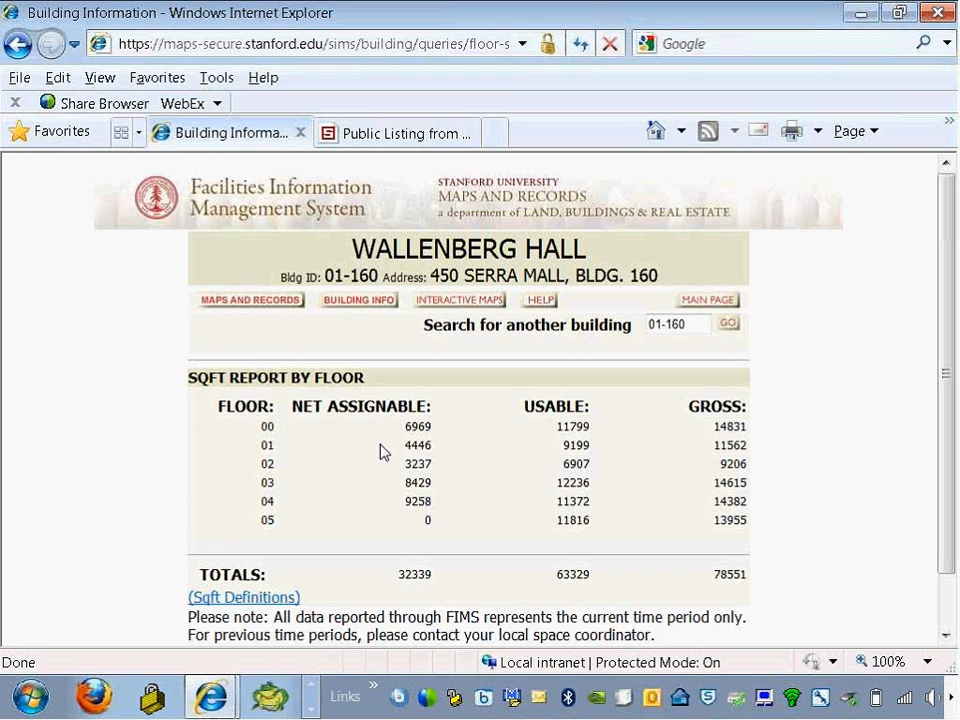 Building Information - Windows Internet Explorer
https://maps-secure.stanford.edu/sims/building/queries/floor-s
Google
File Edit View Favorites Tools Help
x Share Browser WebEx
Favorites
Building Informa...
Public Listing from ...
Page
Facilities Information
Management System
STANFORD UNIVERSITY
MAPS AND RECORDS
a department of LAND, BUILDINGS & REAL ESTATE
WALLENBERG HALL
Bldg ID: 01-160 Address: 450 SERRA MALL, BLDG. 160
MAPS AND RECORDS BUILDING INFO INTERACTIVE MAPS HELP MAIN PAGE
Search for another building 01-160 GO
SQFT REPORT BY FLOOR
FLOOR: NET ASSIGNABLE: USABLE: GROSS:
00 6969 11799 14831
01 4446 9199 11562
02 3237 6907 9206
03 8429 12236 14615
04 9258 11372 14382
05 0 11816 13955
TOTALS: 32339 63329 78551
(Sqft Definitions)
Please note: All data reported through FIMS represents the current time period only.
For previous time periods, please contact your local space coordinator.
Done Local intranet | Protected Mode: On 100%
Links »